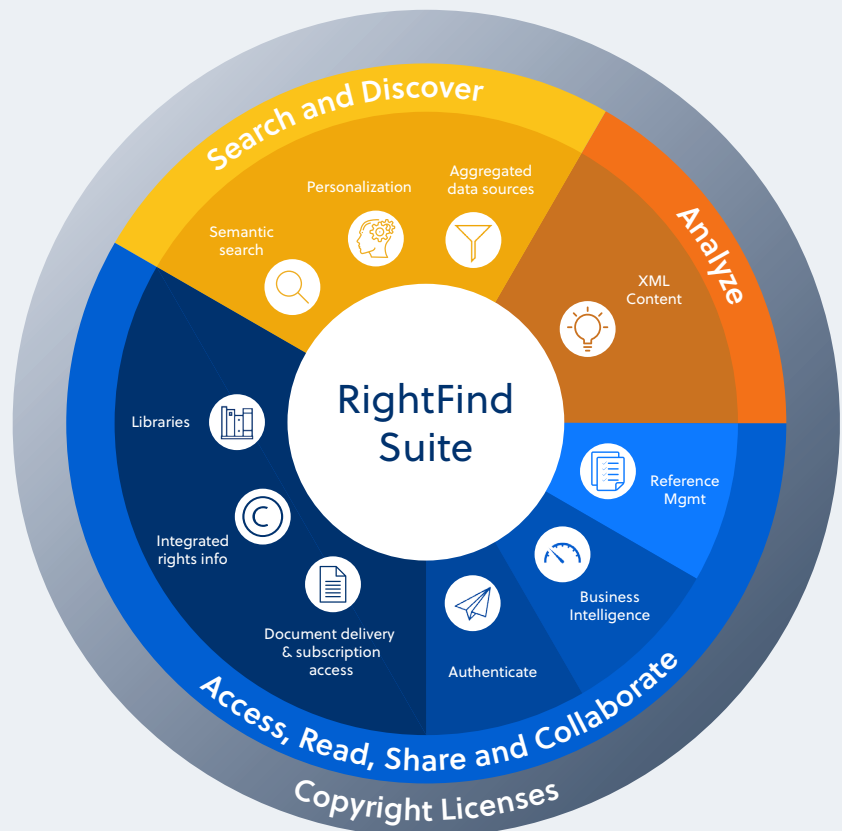 Search and Discover
Analyze
Aggregated
data sources
Personalization
Semantic
search
XML
Content
RightFind
Suite
Libraries
Reference
Mgmt
Integrated
rights info
Business
Intelligence
Document delivery
& subscription
access
Authenticate
Access, Read, Share and Collaborate
Copyright Licenses
C